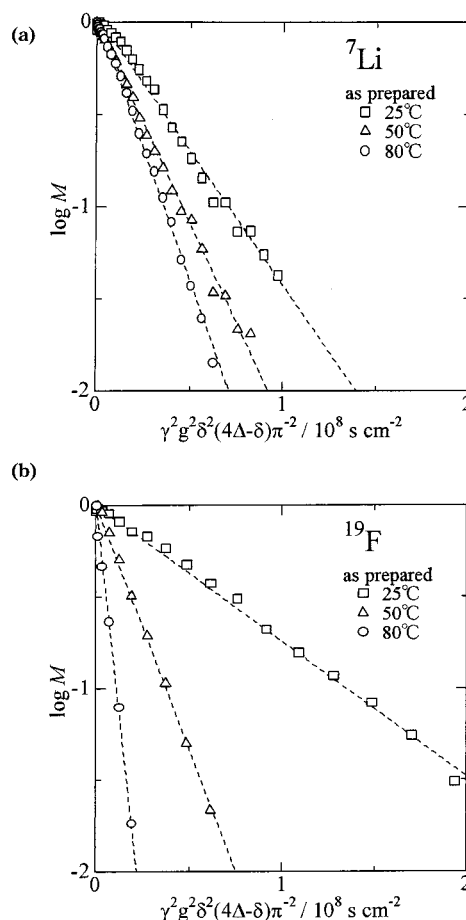 (a)
0
⁷Li
as prepared
□ 25℃
△ 50℃
○ 80℃
log M
-1
-2
0 1 2
γ²g²δ²(4Δ-δ)π⁻² / 10⁸ s cm⁻²
(b)
0
¹⁹F
as prepared
□ 25℃
△ 50℃
○ 80℃
log M
-1
-2
0 1 2
γ²g²δ²(4Δ-δ)π⁻² / 10⁸ s cm⁻²